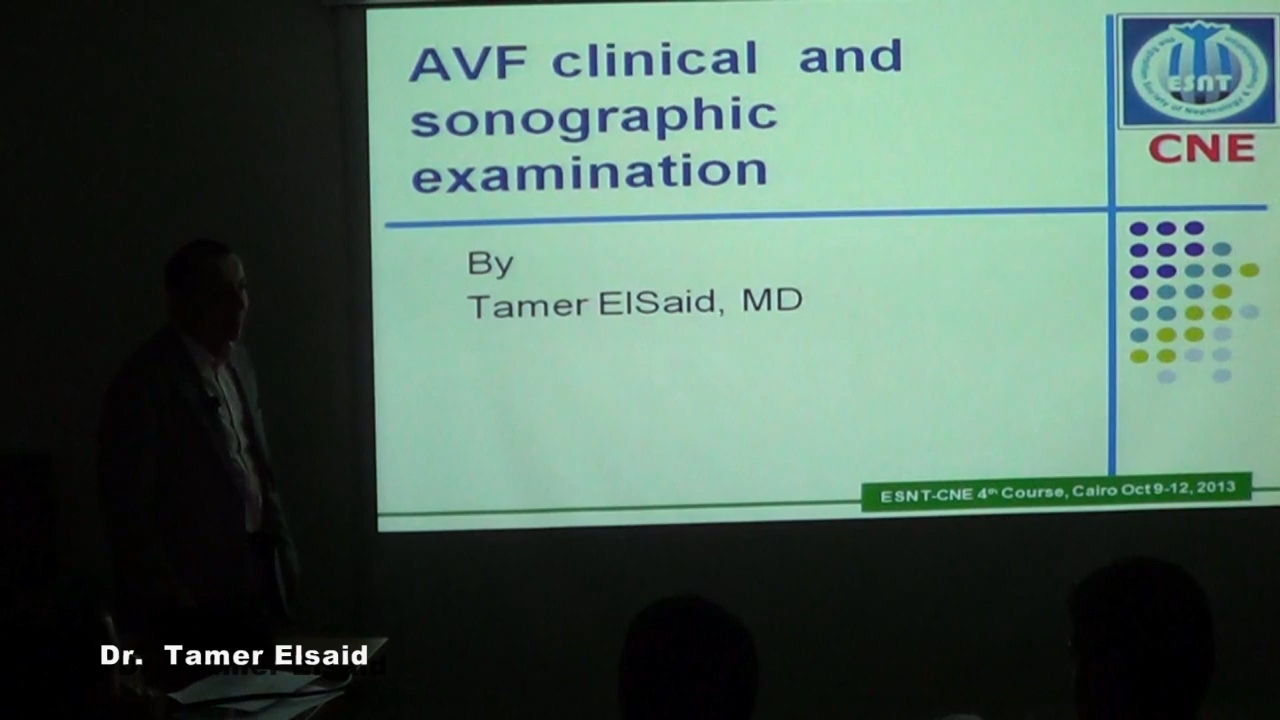 AVF clinical and
sonographic
examination
ESNT
CNE
By
Tamer ElSaid, MD
ESNT-CNE 4th Course, Cairo Oct 9-12, 2013
Dr. Tamer Elsaid